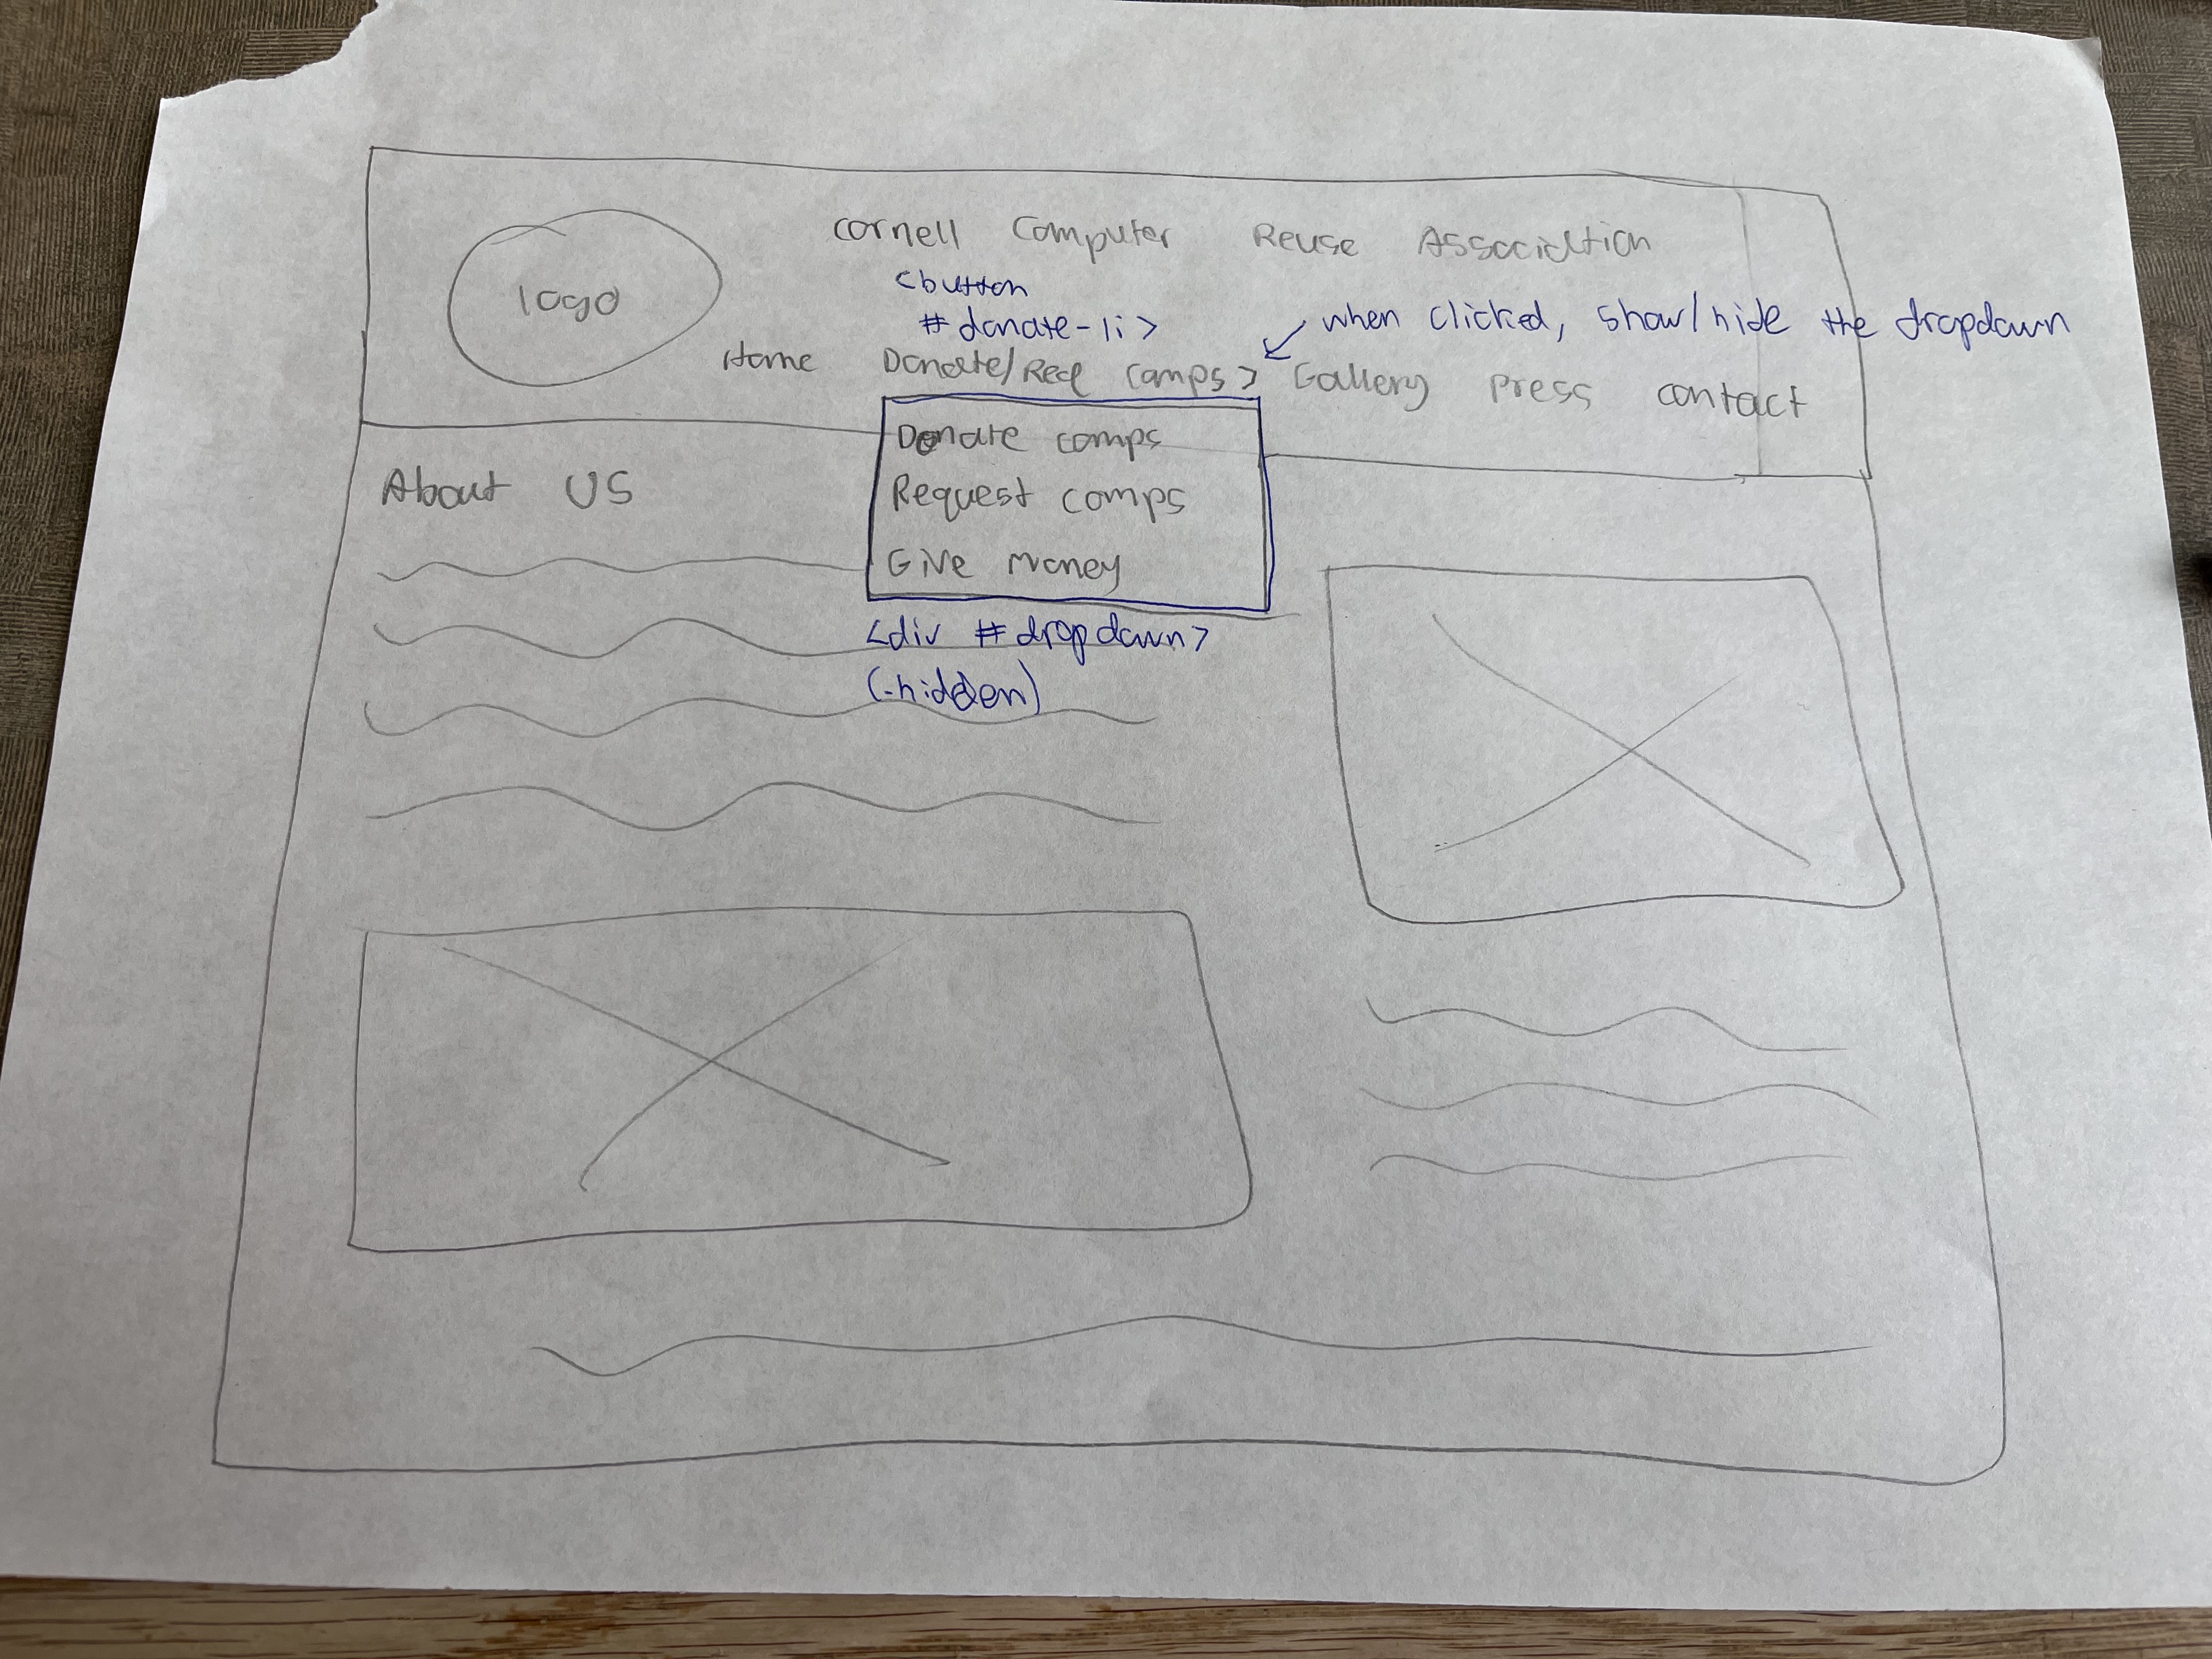 Cornell Computer Reuse Association
logo
<button
#donate-li>
when clicked, show/hide the dropdown
Home Donate/Req Comps> Gallery Press Contact
Donate comps
Request comps
Give Money
About Us
<div #dropdown>
(.hidden)